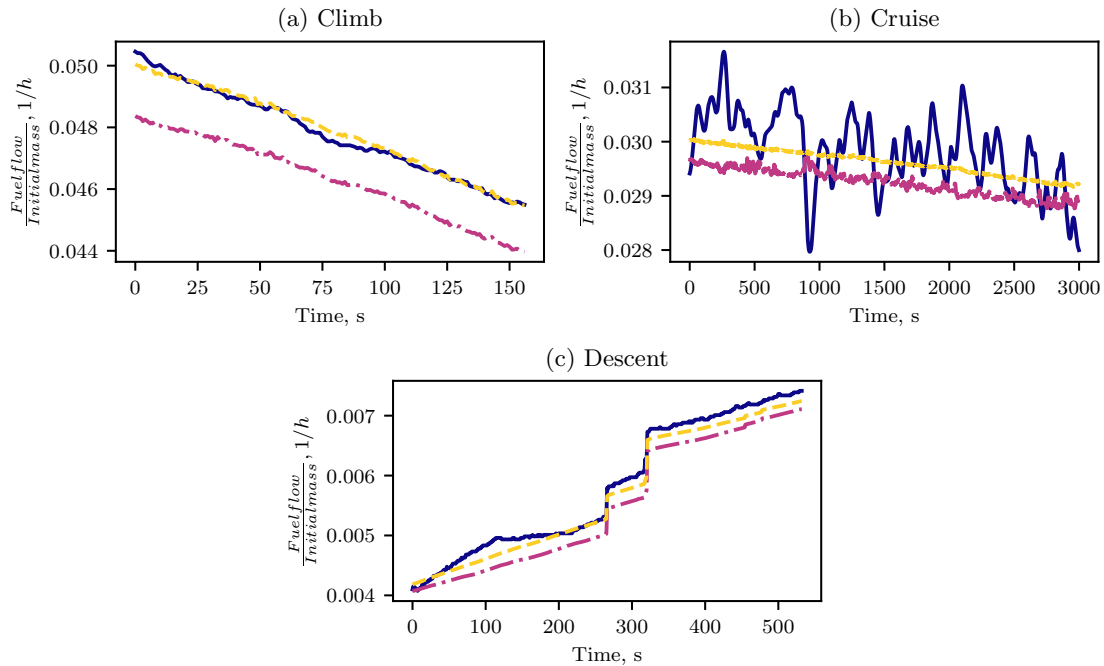 (a) Climb
0.050
0.048
0.046
0.044
Fuelflow
Initialmass, 1/h
0
25
50
75
100
125
150
Time, s
(b) Cruise
0.031
0.030
0.029
0.028
Fuelflow
Initialmass, 1/h
0
500
1000
1500
2000
2500
3000
Time, s
(c) Descent
0.007
0.006
0.005
0.004
Fuelflow
Initialmass, 1/h
0
100
200
300
400
500
Time, s